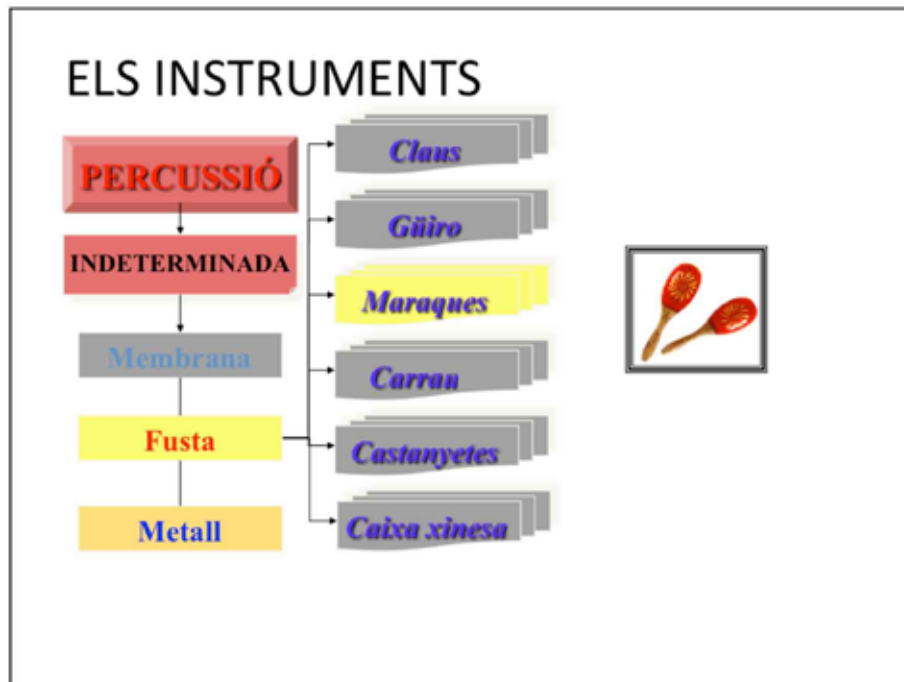 ELS INSTRUMENTS
PERCUSSIÓ
INDETERMINADA
Membrana
Fusta
Metall
Claus
Güiro
Maraques
Carrau
Castanyetes
Caixa xinesa